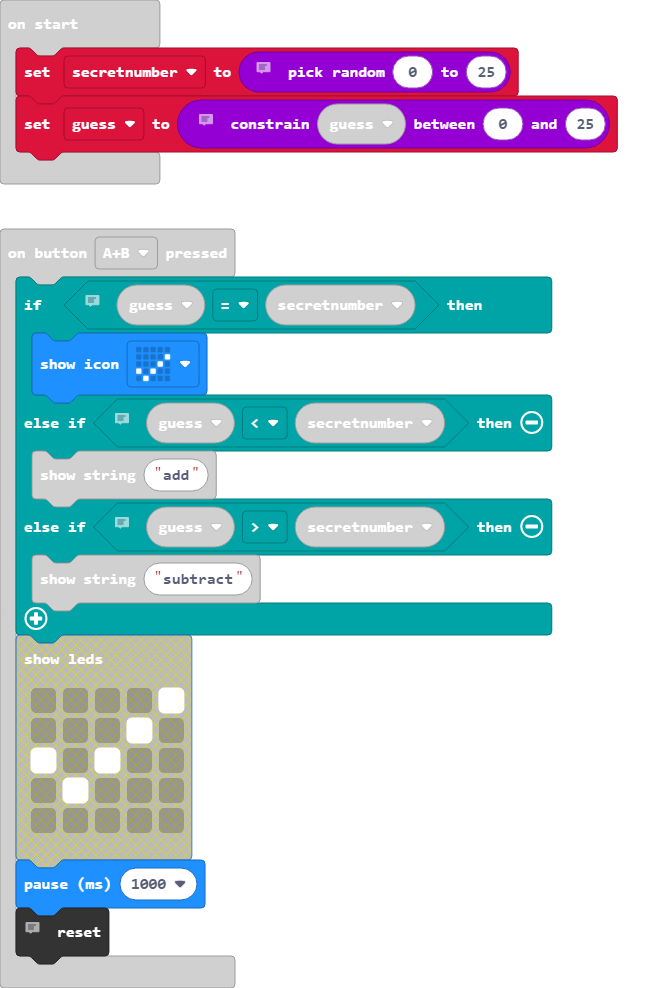 on start
set secretnumber to pick random 0 to 25
set guess to constrain guess between 0 and 25
on button A+B pressed
if guess = secretnumber then
show icon
else if guess < secretnumber then
show string "add"
else if guess > secretnumber then
show string "subtract"
show leds
pause (ms) 1000
reset